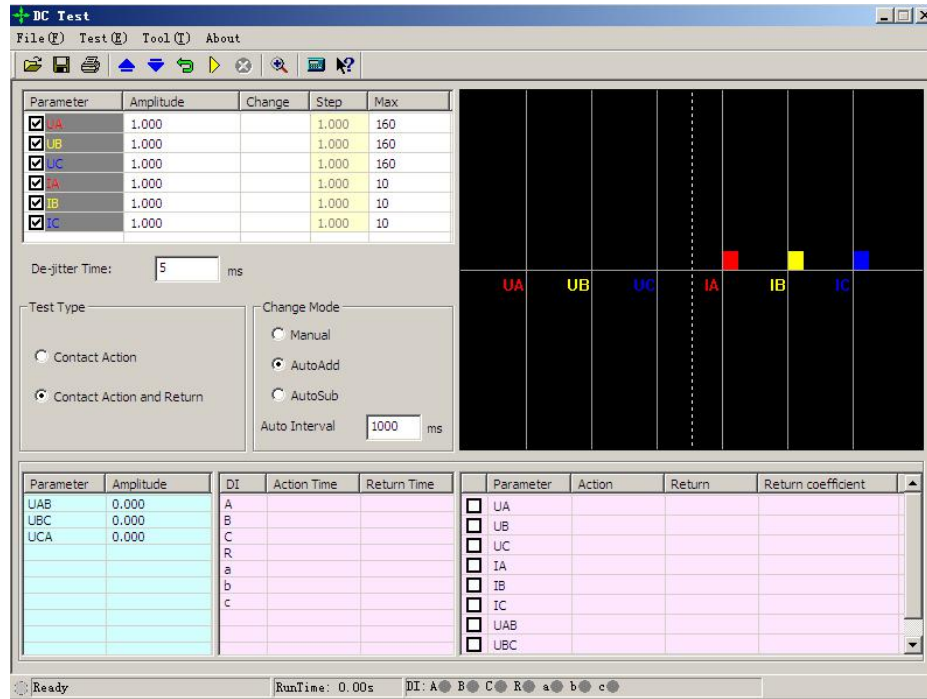 DC Test
File(F) Test(E) Tool(T) About
Parameter Amplitude Change Step Max
UA 1.000 1.000 160
UB 1.000 1.000 160
UC 1.000 1.000 160
IA 1.000 1.000 10
IB 1.000 1.000 10
IC 1.000 1.000 10
De-jitter Time: 5 ms
UA UB UC IA IB IC
Test Type
Contact Action
Contact Action and Return
Change Mode
Manual
AutoAdd
AutoSub
Auto Interval 1000 ms
Parameter Amplitude
UAB 0.000
UBC 0.000
UCA 0.000
DI Action Time Return Time
A
B
C
R
a
b
c
Parameter Action Return Return coefficient
UA
UB
UC
IA
IB
IC
UAB
UBC
Ready RunTime: 0.00s DI: A B C R a b c